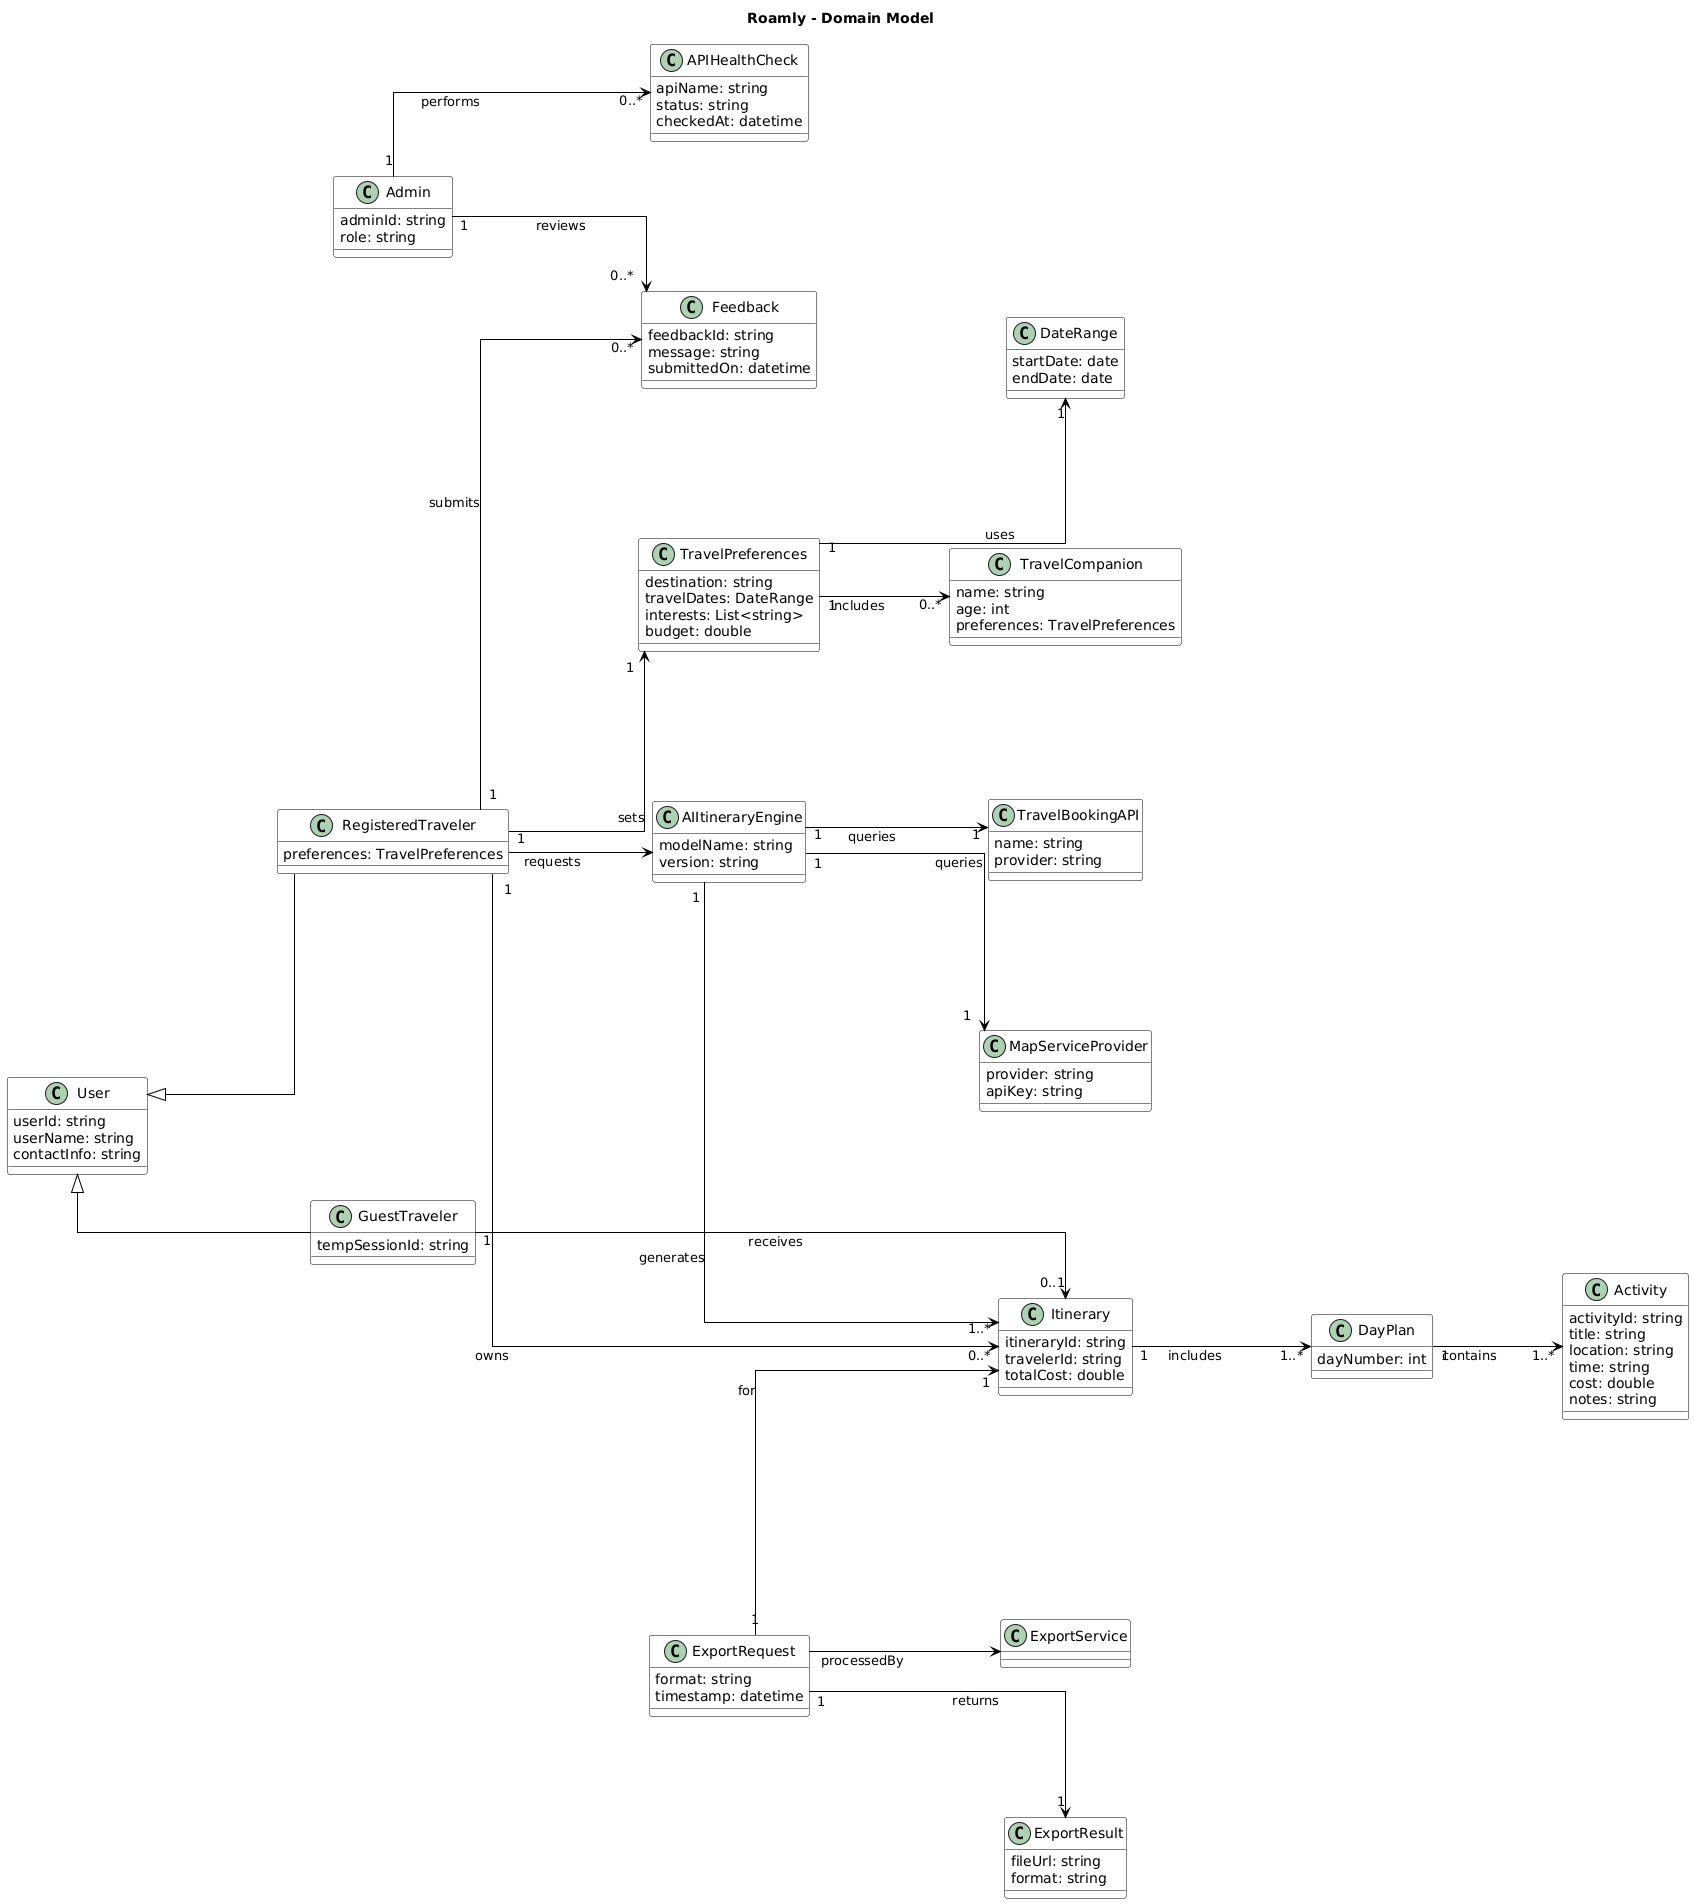 Roamly - Domain Model
C APIHealthCheck
apiName: string
status: string
checkedAt: datetime
performs
0..*
1
C Admin
adminId: string
role: string
1
reviews
0..*
C Feedback
feedbackId: string
message: string
submittedOn: datetime
0..*
submits
1
C DateRange
startDate: date
endDate: date
1
uses
1
C TravelPreferences
destination: string
travelDates: DateRange
interests: List<string>
budget: double
1
includes
0..*
C TravelCompanion
name: string
age: int
preferences: TravelPreferences
1
sets
1
C RegisteredTraveler
preferences: TravelPreferences
requests
1
C AIItineraryEngine
modelName: string
version: string
1
queries
1
C TravelBookingAPI
name: string
provider: string
1
queries
1
C MapServiceProvider
provider: string
apiKey: string
1
generates
1..*
C User
userId: string
userName: string
contactInfo: string
C GuestTraveler
tempSessionId: string
1
receives
0..1
owns
0..*
C Itinerary
itineraryId: string
travelerId: string
totalCost: double
1
includes
1..*
C DayPlan
dayNumber: int
1
contains
1..*
C Activity
activityId: string
title: string
location: string
time: string
cost: double
notes: string
for
1
1
C ExportRequest
format: string
timestamp: datetime
processedBy
C ExportService
1
returns
1
C ExportResult
fileUrl: string
format: string